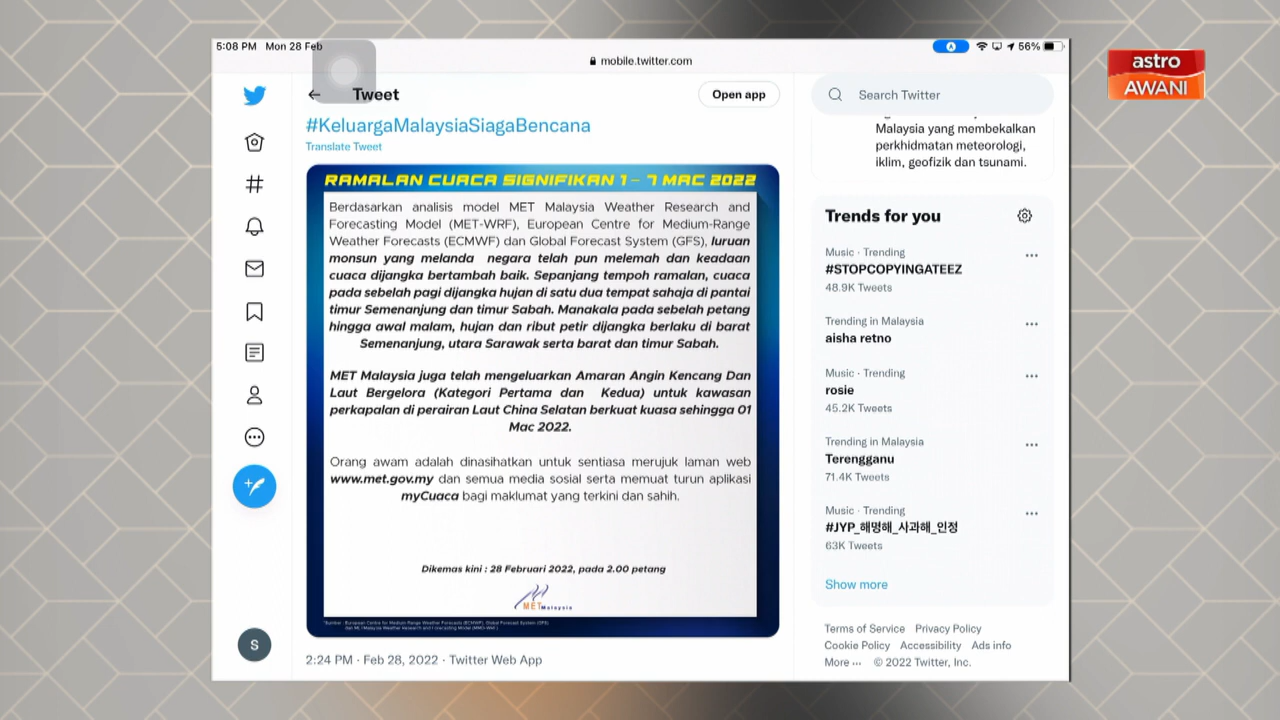 5:08 PM Mon 28 Feb
56%
mobile.twitter.com
astro
AWANI
Tweet
Open app
#KeluargaMalaysiaSiagaBencana
Translate Tweet
RAMALAN CUACA SIGNIFIKAN 1 – 7 MAC 2022
Berdasarkan analisis model MET Malaysia Weather Research and
Forecasting Model (MET-WRF), European Centre for Medium-Range
Weather Forecasts (ECMWF) dan Global Forecast System (GFS), luruan
monsun yang melanda negara telah pun melemah dan keadaan
cuaca dijangka bertambah baik. Sepanjang tempoh ramalan, cuaca
pada sebelah pagi dijangka hujan di satu dua tempat sahaja di pantai
timur Semenanjung dan timur Sabah. Manakala pada sebelah petang
hingga awal malam, hujan dan ribut petir dijangka berlaku di barat
Semenanjung, utara Sarawak serta barat dan timur Sabah.
MET Malaysia juga telah mengeluarkan Amaran Angin Kencang Dan
Laut Bergelora (Kategori Pertama dan Kedua) untuk kawasan
perkapalan di perairan Laut China Selatan berkuat kuasa sehingga 01
Mac 2022.
Orang awam adalah dinasihatkan untuk sentiasa merujuk laman web
www.met.gov.my dan semua media sosial serta memuat turun aplikasi
myCuaca bagi maklumat yang terkini dan sahih.
Dikemas kini : 28 Februari 2022, pada 2.00 petang
MET Malaysia
*Sumber : European Centre for Medium-Range Weather Forecasts (ECMWF), Global Forecast System (GFS)
2:24 PM · Feb 28, 2022 · Twitter Web App
S
Search Twitter
Malaysia yang membekalkan
perkhidmatan meteorologi,
iklim, geofizik dan tsunami.
Trends for you
Music · Trending
#STOPCOPYINGATEEZ
48.9K Tweets
Trending in Malaysia
aisha retno
Music · Trending
rosie
45.2K Tweets
Trending in Malaysia
Terengganu
71.4K Tweets
Music · Trending
#JYP_해명해_사과해_인정
63K Tweets
Show more
Terms of Service Privacy Policy
Cookie Policy Accessibility Ads info
More ··· © 2022 Twitter, Inc.